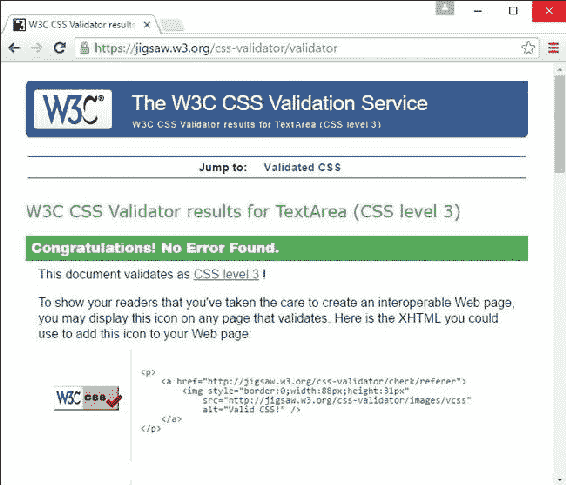 W3C CSS Validator results
https://jigsaw.w3.org/css-validator/validator
W3C®
The W3C CSS Validation Service
W3C CSS Validator results for TextArea (CSS level 3)
Jump to: Validated CSS
W3C CSS Validator results for TextArea (CSS level 3)
Congratulations! No Error Found.
This document validates as CSS level 3 !
To show your readers that you've taken the care to create an interoperable Web page,
you may display this icon on any page that validates. Here is the XHTML you could
use to add this icon to your Web page:
<p>
<a href="http://jigsaw.w3.org/css-validator/check/referer">
<img style="border:0;width:88px;height:31px"
src="http://jigsaw.w3.org/css-validator/images/vcss"
alt="Valid CSS!" />
</a>
</p>
W3C css